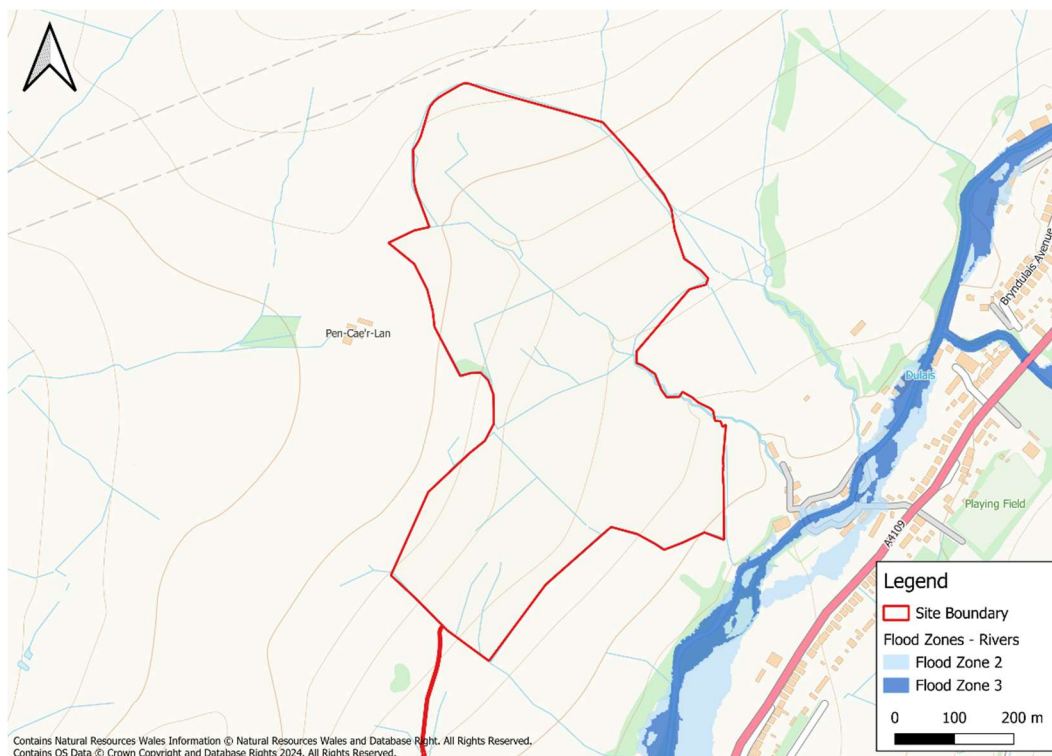 Bryndulais Avenue
Pen-Cae'r-Lan
Dulais
Playing Field
A4109
Legend
Site Boundary
Flood Zones - Rivers
Flood Zone 2
Flood Zone 3
0 100 200 m
Contains Natural Resources Wales Information © Natural Resources Wales and Database Right. All Rights Reserved.
Contains OS Data © Crown Copyright and Database Rights 2024. All Rights Reserved.